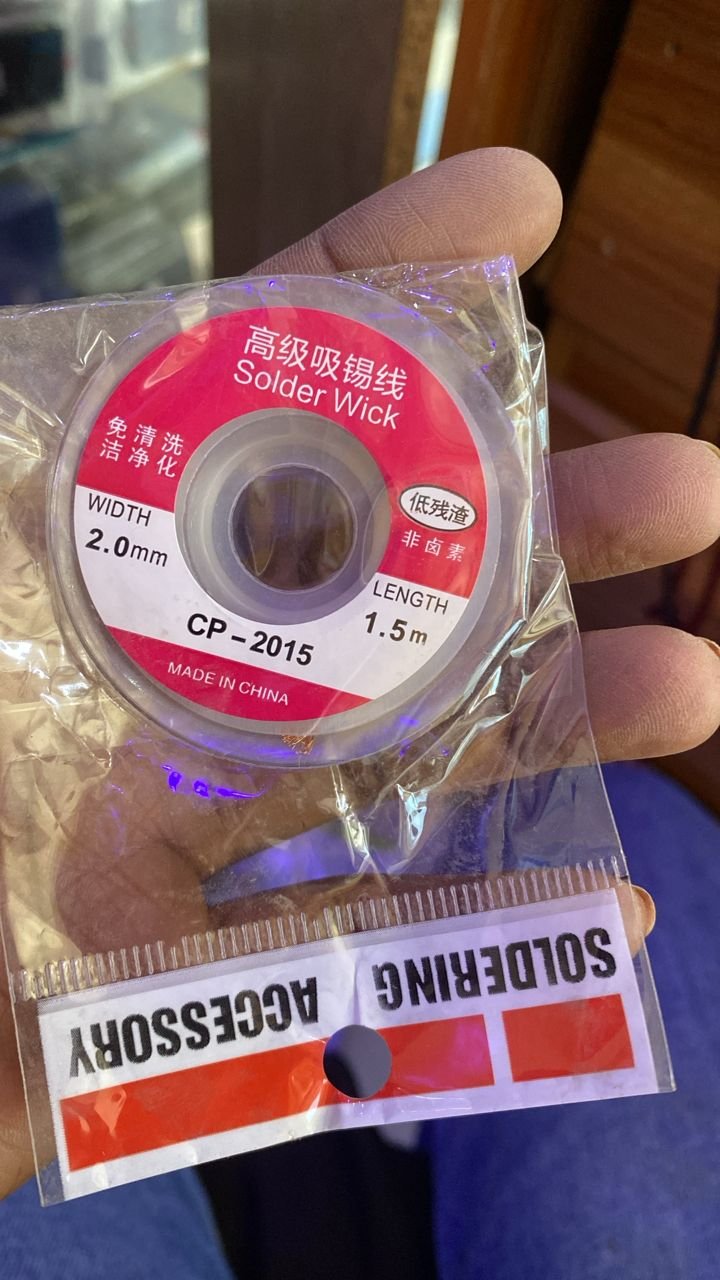 高级吸锡线
Solder Wick
免清洗
洁净化
低残渣
非卤素
WIDTH
2.0mm
LENGTH
1.5m
CP-2015
MADE IN CHINA
SOLDERING
ACCESSORY